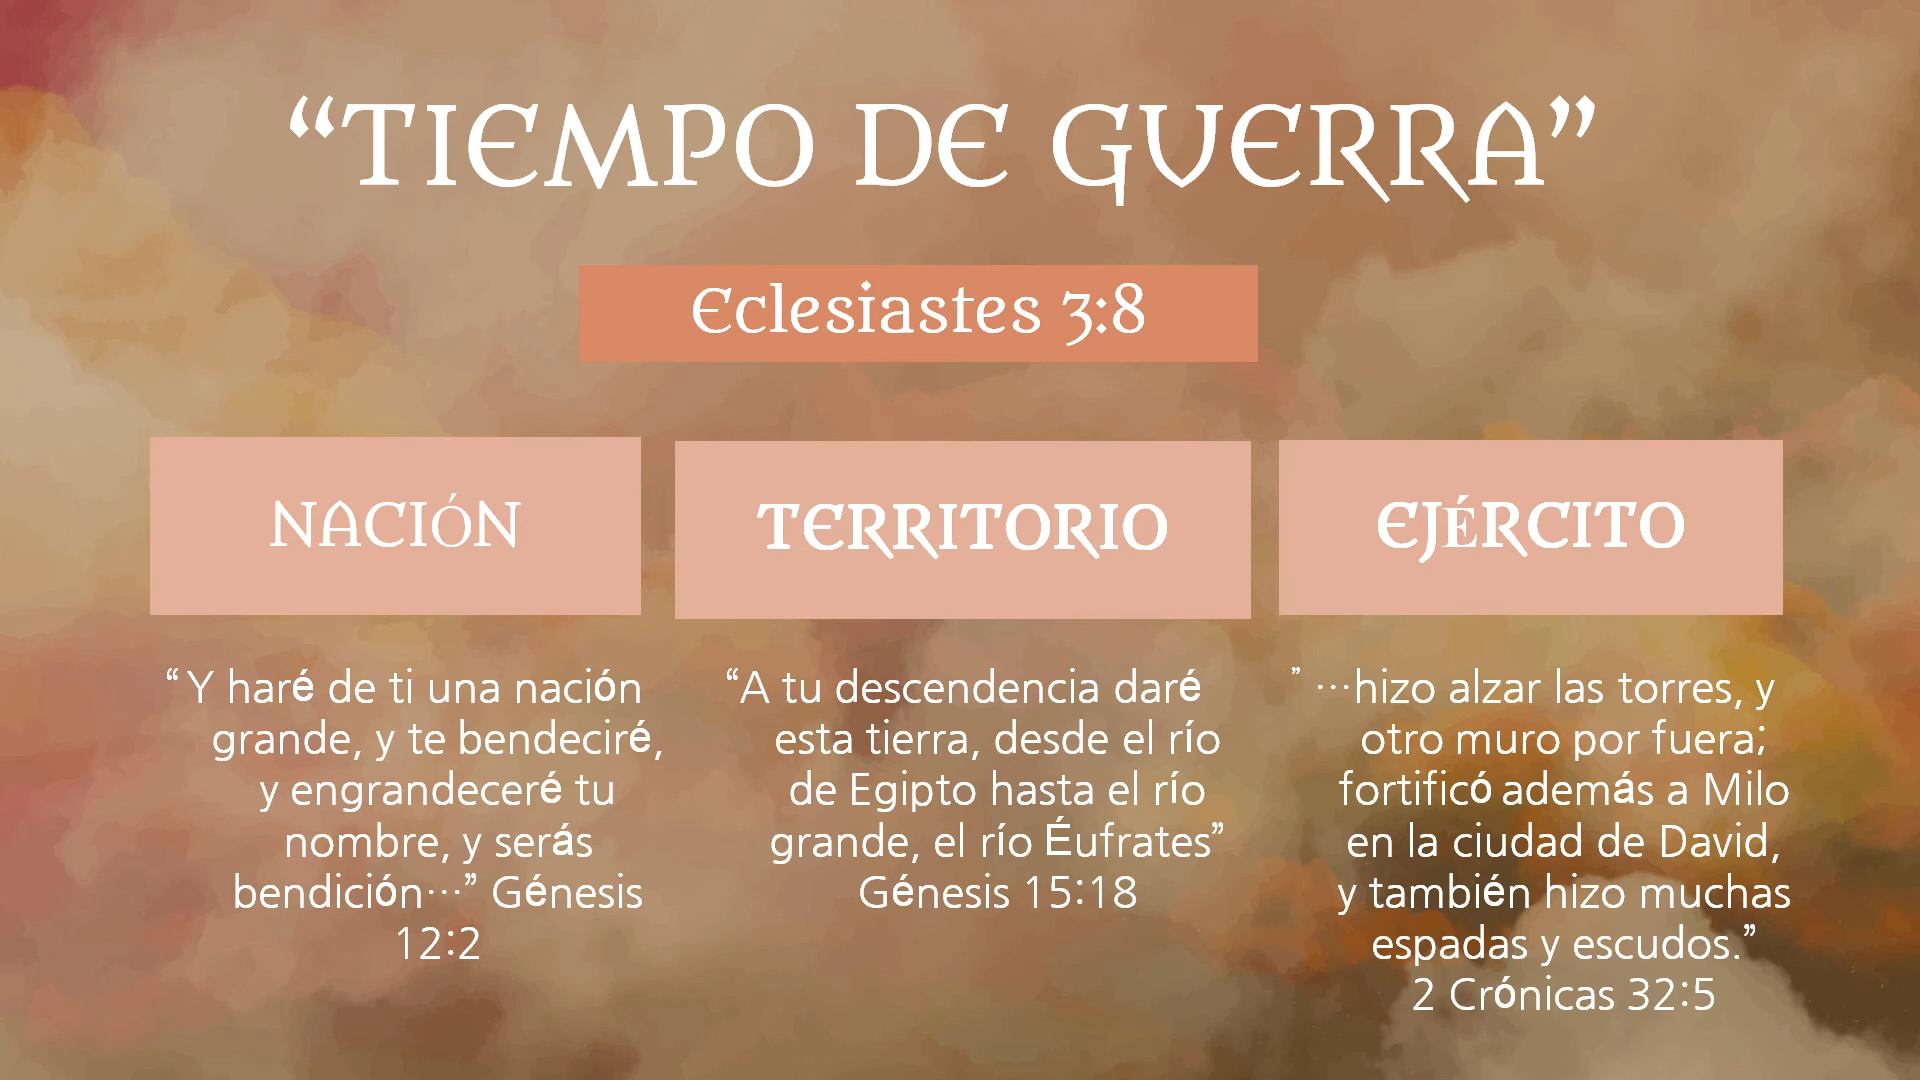 “TIEMPO DE GUERRA”
Eclesiastes 3:8
NACIÓN
“ Y haré de ti una nación
grande, y te bendeciré,
y engrandeceré tu
nombre, y serás
bendición…” Génesis
12:2
TERRITORIO
“A tu descendencia daré
esta tierra, desde el río
de Egipto hasta el río
grande, el río Éufrates”
Génesis 15:18
EJÉRCITO
” …hizo alzar las torres, y
otro muro por fuera;
fortificó además a Milo
en la ciudad de David,
y también hizo muchas
espadas y escudos.”
2 Crónicas 32:5